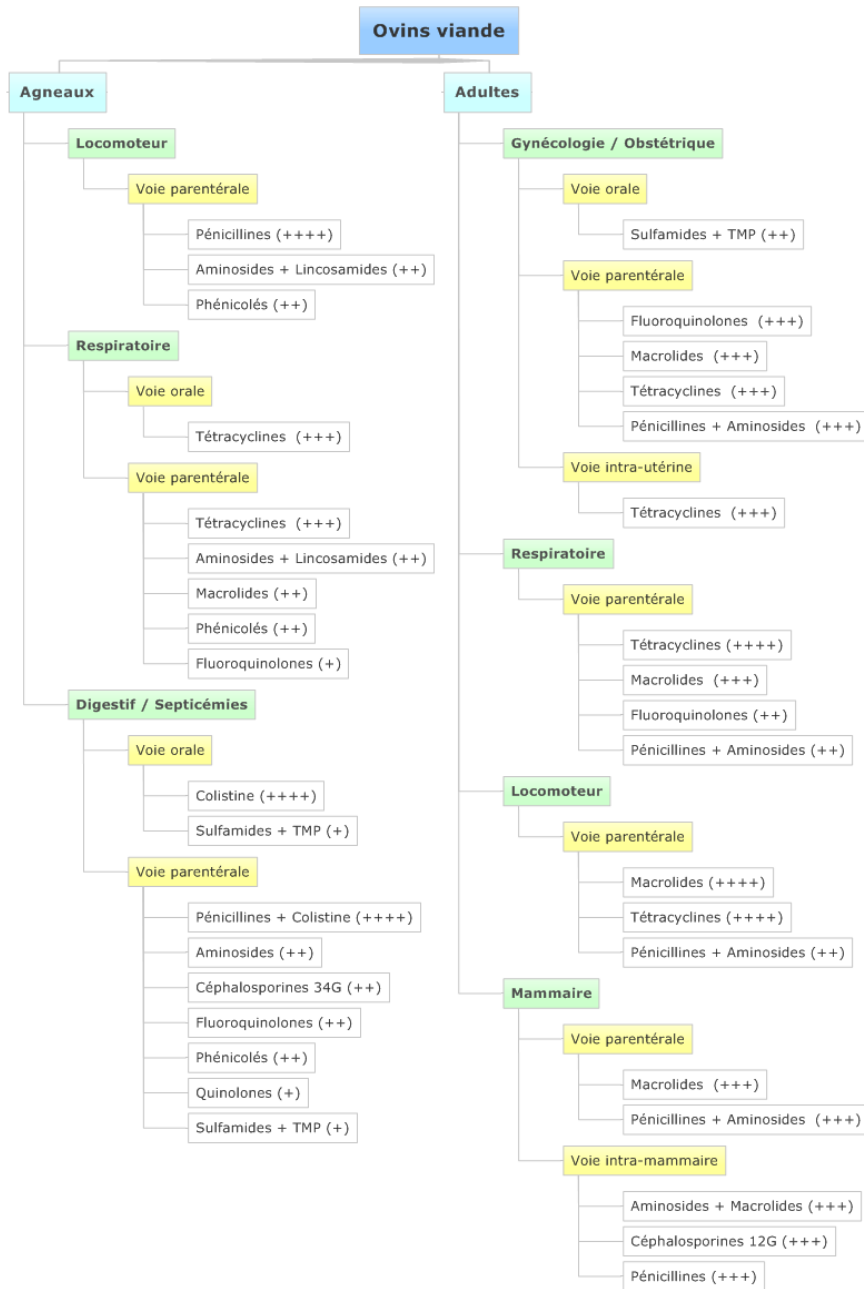 Ovins viande
Agneaux
Locomoteur
Voie parentérale
Pénicillines (++++)
Aminosides + Lincosamides (++)
Phénicolés (++)
Respiratoire
Voie orale
Tétracyclines (+++)
Voie parentérale
Tétracyclines (+++)
Aminosides + Lincosamides (++)
Macrolides (++)
Phénicolés (++)
Fluoroquinolones (+)
Digestif / Septicémies
Voie orale
Colistine (++++)
Sulfamides + TMP (+)
Voie parentérale
Pénicillines + Colistine (++++)
Aminosides (++)
Céphalosporines 34G (++)
Fluoroquinolones (++)
Phénicolés (++)
Quinolones (+)
Sulfamides + TMP (+)
Adultes
Gynécologie / Obstétrique
Voie orale
Sulfamides + TMP (++)
Voie parentérale
Fluoroquinolones (+++)
Macrolides (+++)
Tétracyclines (+++)
Pénicillines + Aminosides (+++)
Voie intra-utérine
Tétracyclines (+++)
Respiratoire
Voie parentérale
Tétracyclines (++++)
Macrolides (+++)
Fluoroquinolones (++)
Pénicillines + Aminosides (++)
Locomoteur
Voie parentérale
Macrolides (++++)
Tétracyclines (++++)
Pénicillines + Aminosides (++)
Mammaire
Voie parentérale
Macrolides (+++)
Pénicillines + Aminosides (+++)
Voie intra-mammaire
Aminosides + Macrolides (+++)
Céphalosporines 12G (+++)
Pénicillines (+++)